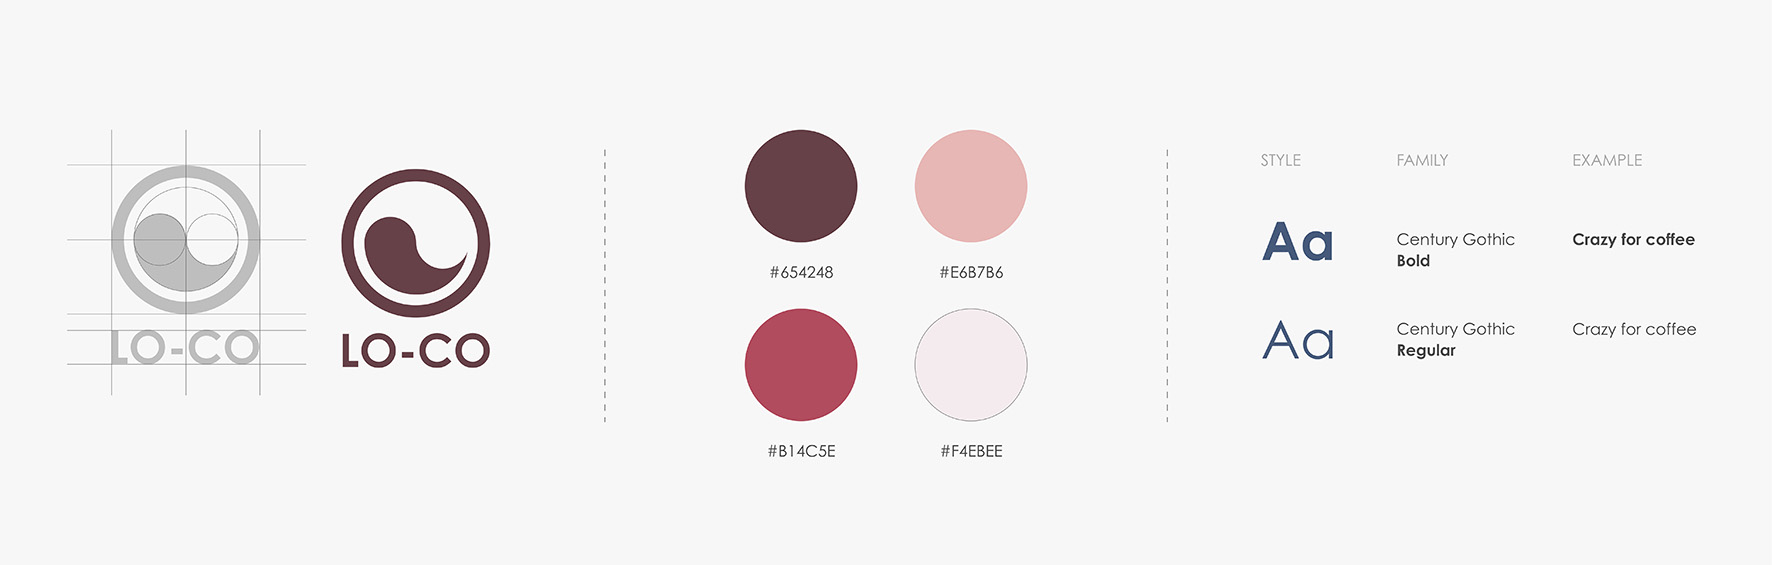 LO-CO
LO-CO
#654248
#E6B7B6
#B14C5E
#F4EBEE
STYLE
FAMILY
EXAMPLE
Aa
Century Gothic
Bold
Crazy for coffee
Aa
Century Gothic
Regular
Crazy for coffee